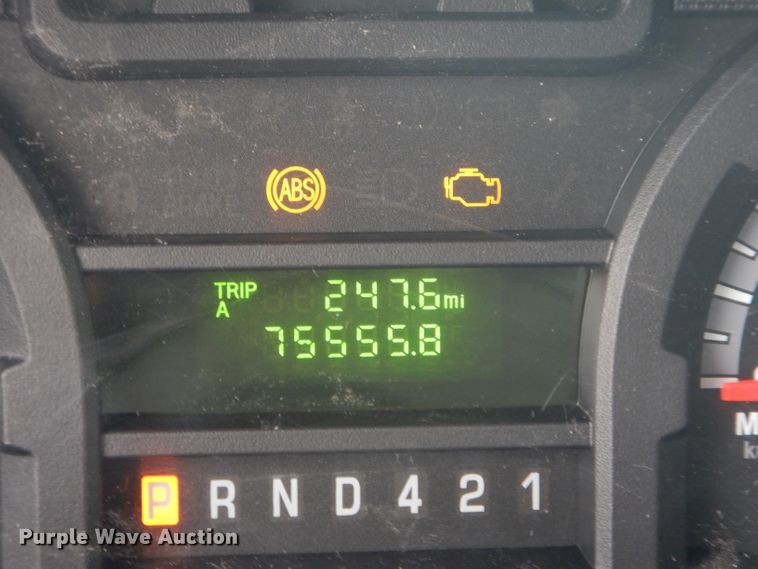 ABS
TRIP 247.6 mi
A
75555.8
P R N D 4 2 1
Purple Wave Auction